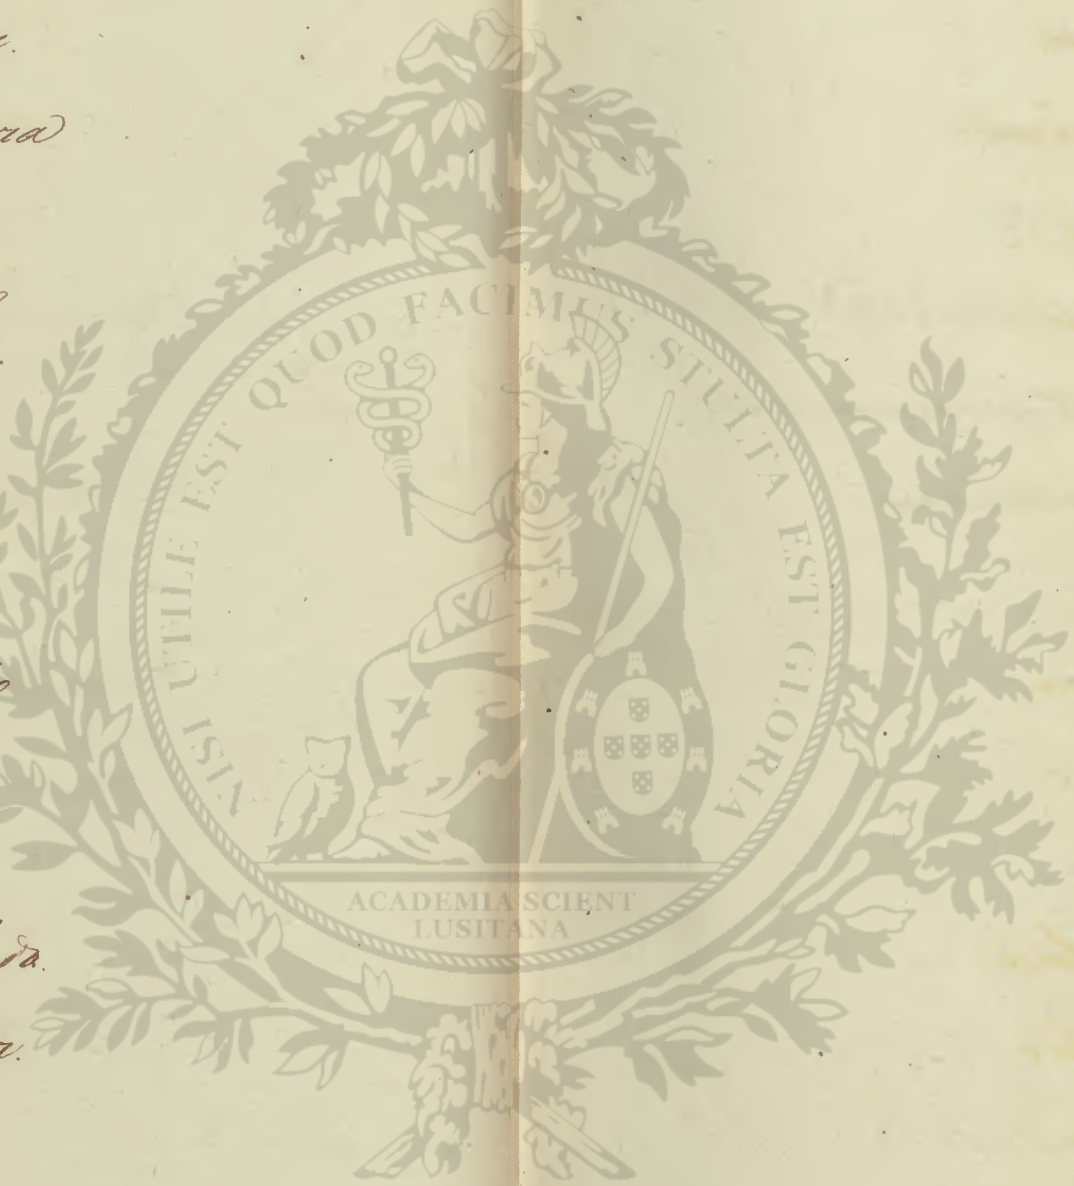 NISI UTILE EST QUOD FACIMUS STULTA EST GLORIA
ACADEMIA SCIENT
LUSITANA